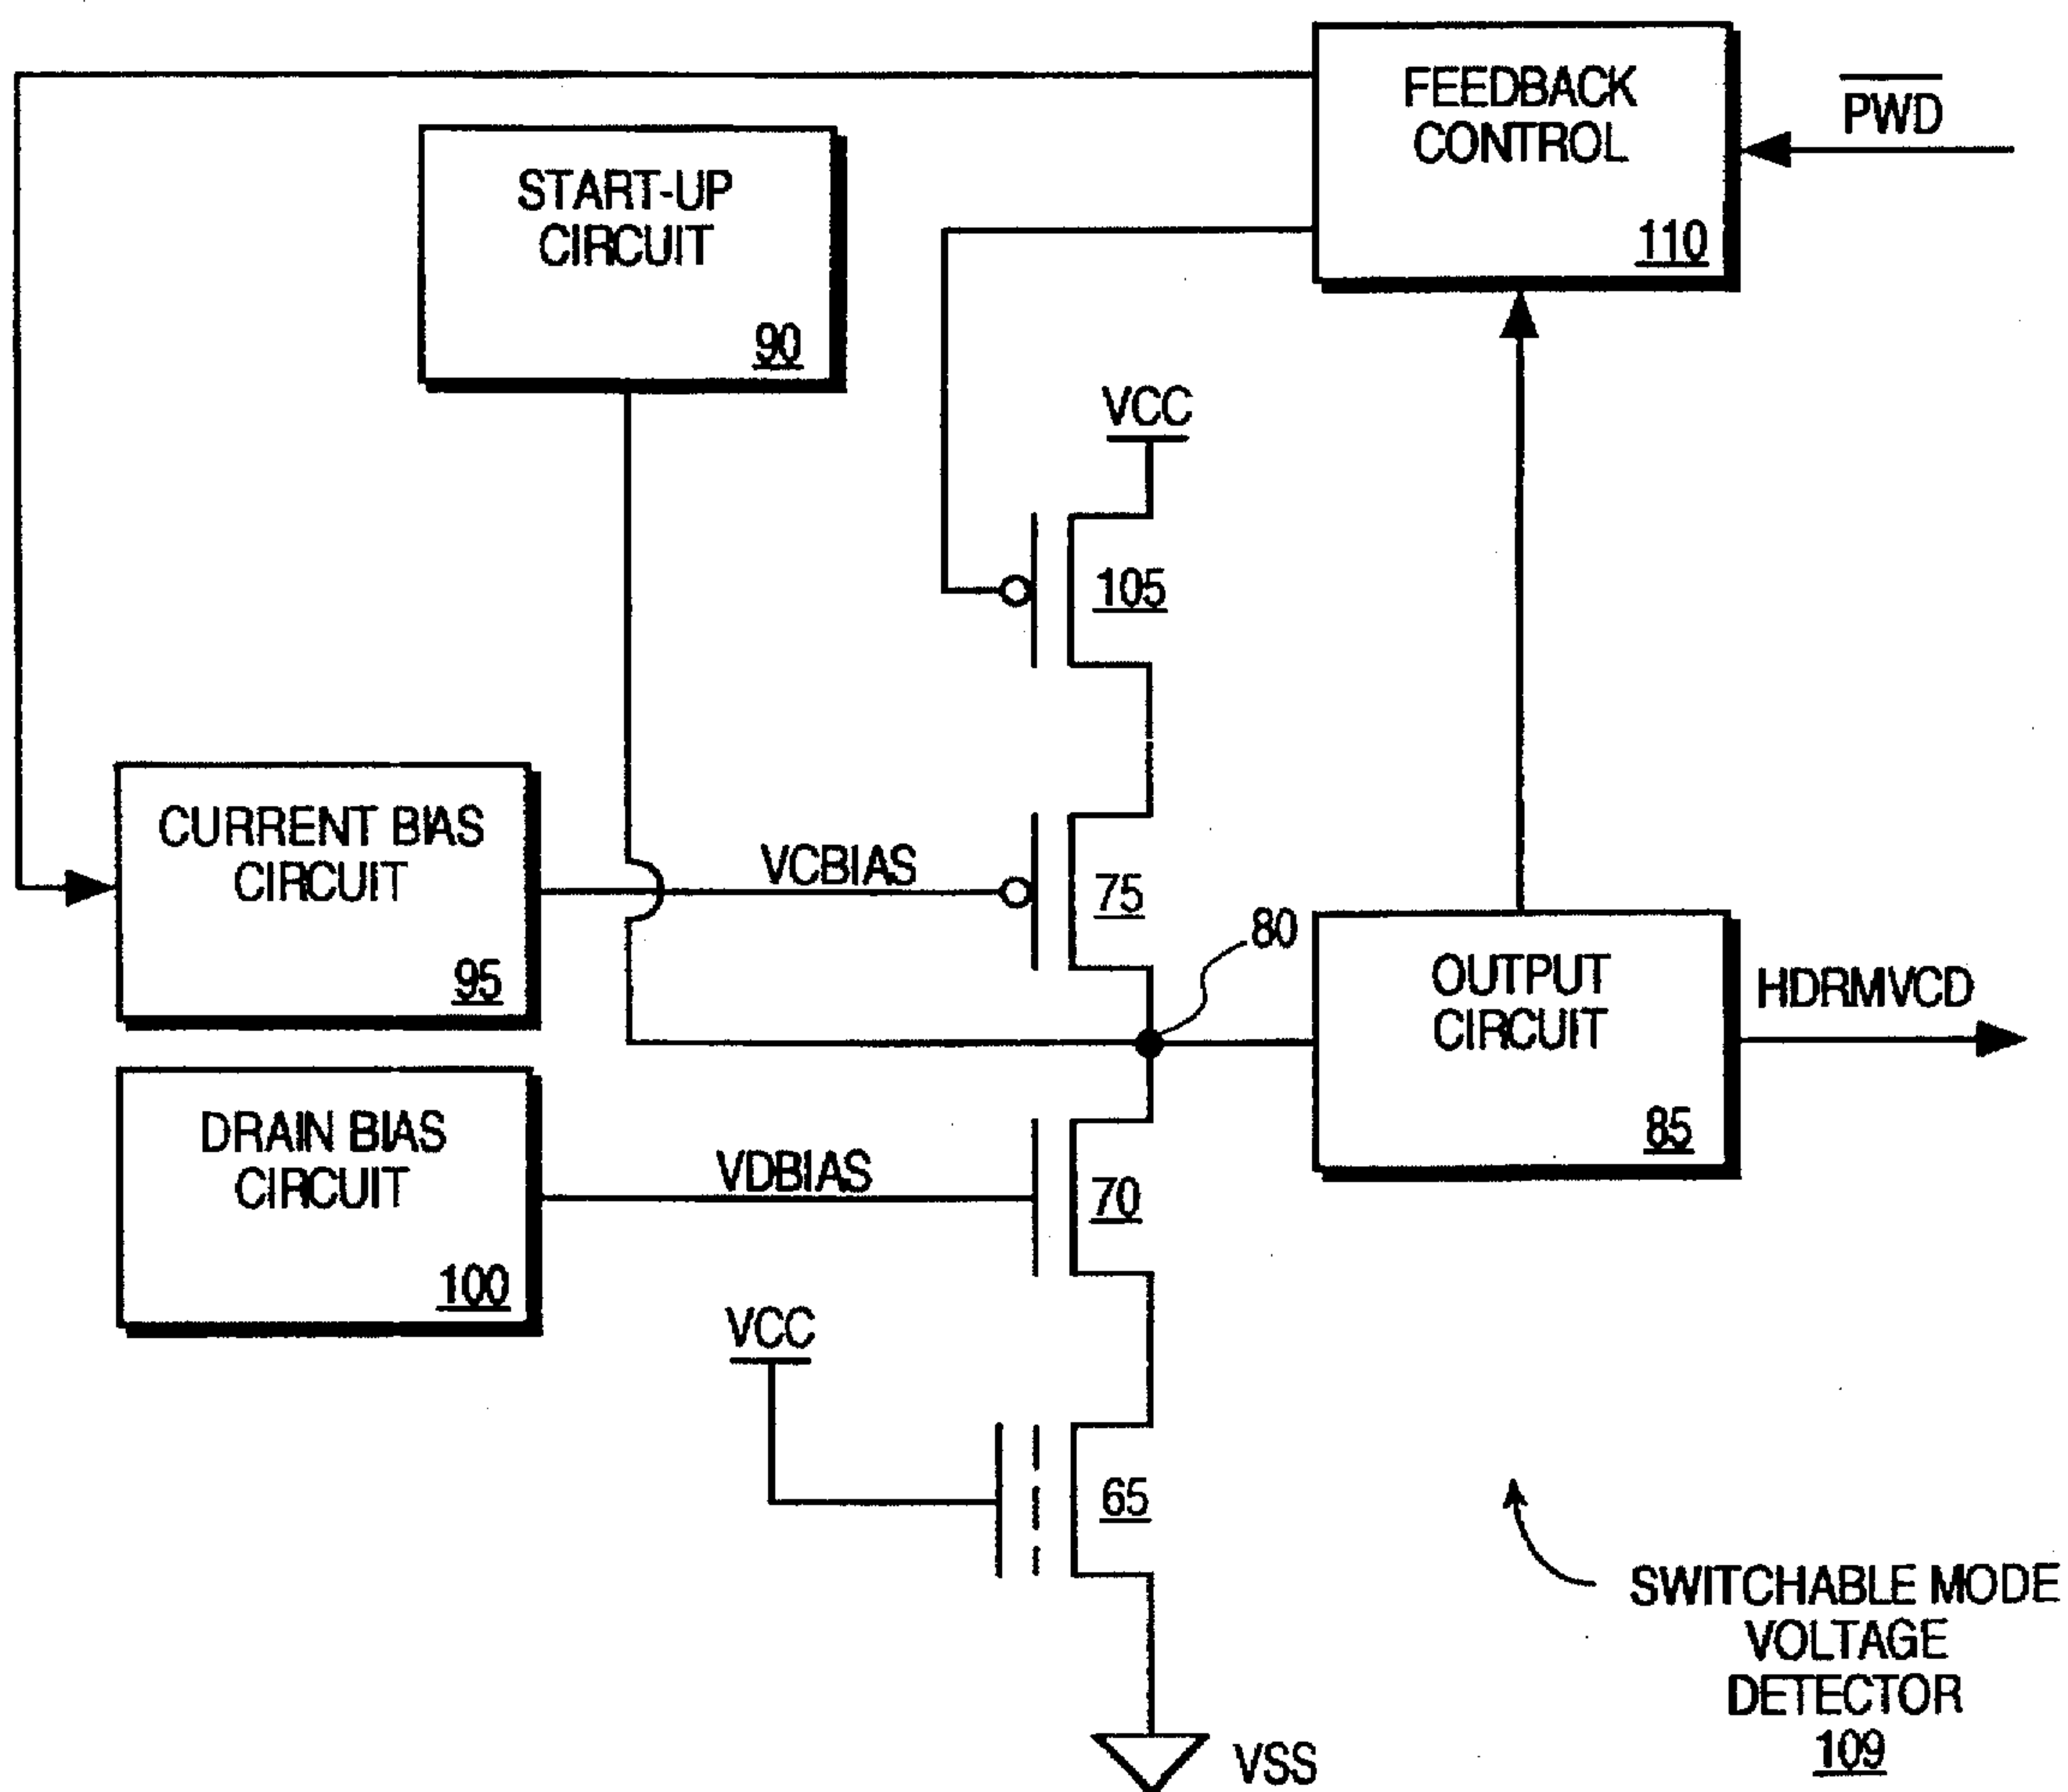 FEEDBACK
CONTROL
110
P̅W̅D̅
START-UP
CIRCUIT
90
VCC
105
CURRENT BIAS
CIRCUIT
95
VCBIAS
75
80
OUTPUT
CIRCUIT
85
HDRMVCD
DRAIN BIAS
CIRCUIT
100
VDBIAS
70
VCC
65
SWITCHABLE MODE
VOLTAGE
DETECTOR
109
VSS